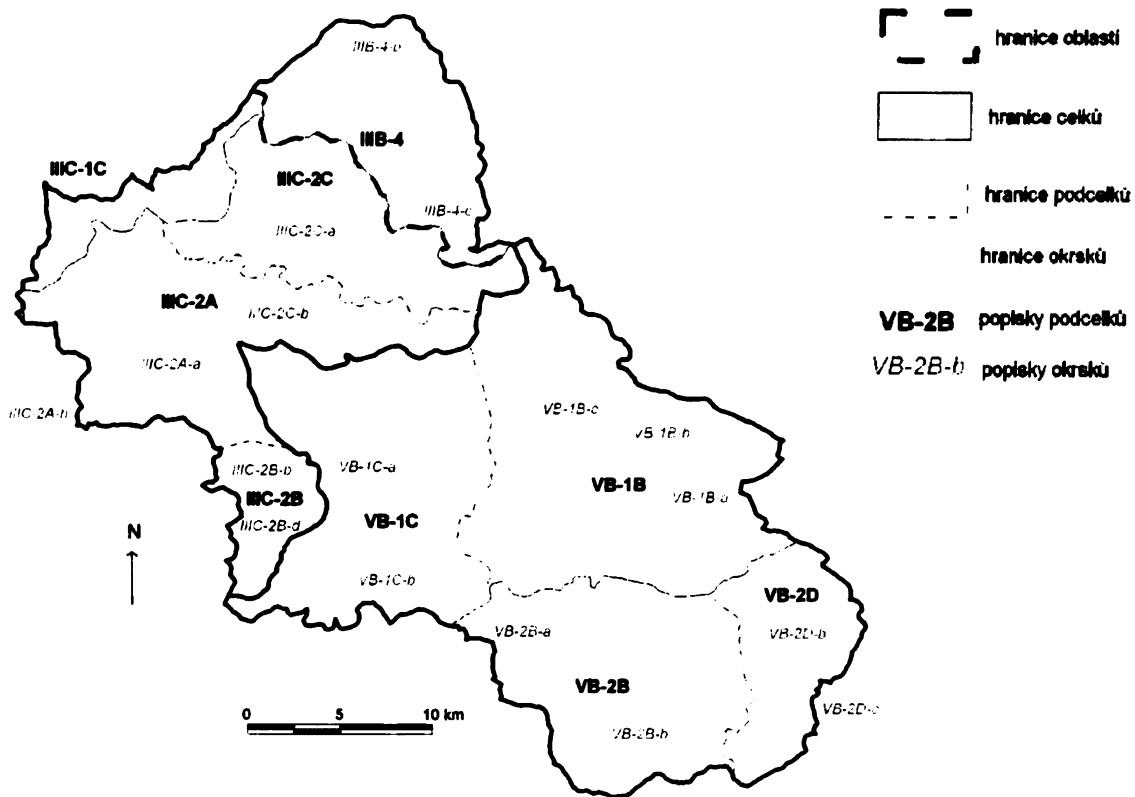 IIIB-4-b
hranice oblastí
hranice celků
IIIB-4
IIIC-1C
IIIC-2C
hranice podcelků
IIIB-4-c
IIIC-2C-a
hranice okrsků
IIIC-2A
IIIC-2C-b
VB-2B popisky podcelků
IIIC-2A-a
VB-2B-b popisky okrsků
IIIC-2A-b
VB-1B-c
VB-1B-b
IIIC-2B-b
VB-1C-a
VB-1B
IIIC-2B
VB-1B-a
IIIC-2B-d
VB-1C
N
VB-1C-b
VB-2D
VB-2B-a
VB-2D-b
VB-2B
VB-2D-c
0 5 10 km
VB-2B-b